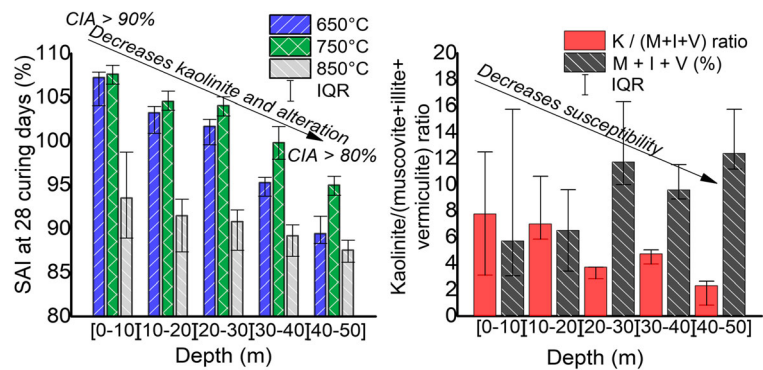 CIA > 90%
Decreases kaolinite and alteration
CIA > 80%
650°C
750°C
850°C
IQR
SAI at 28 curing days (%)
110
105
100
95
90
85
80
[0-10]
[10-20]
[20-30]
[30-40]
[40-50]
Depth (m)
K / (M+I+V) ratio
M + I + V (%)
IQR
Decreases susceptibility
Kaolinite/(muscovite+illite+
vermiculite) ratio
20
18
16
14
12
10
8
6
4
2
0
[0-10]
[10-20]
[20-30]
[30-40]
[40-50]
Depth (m)